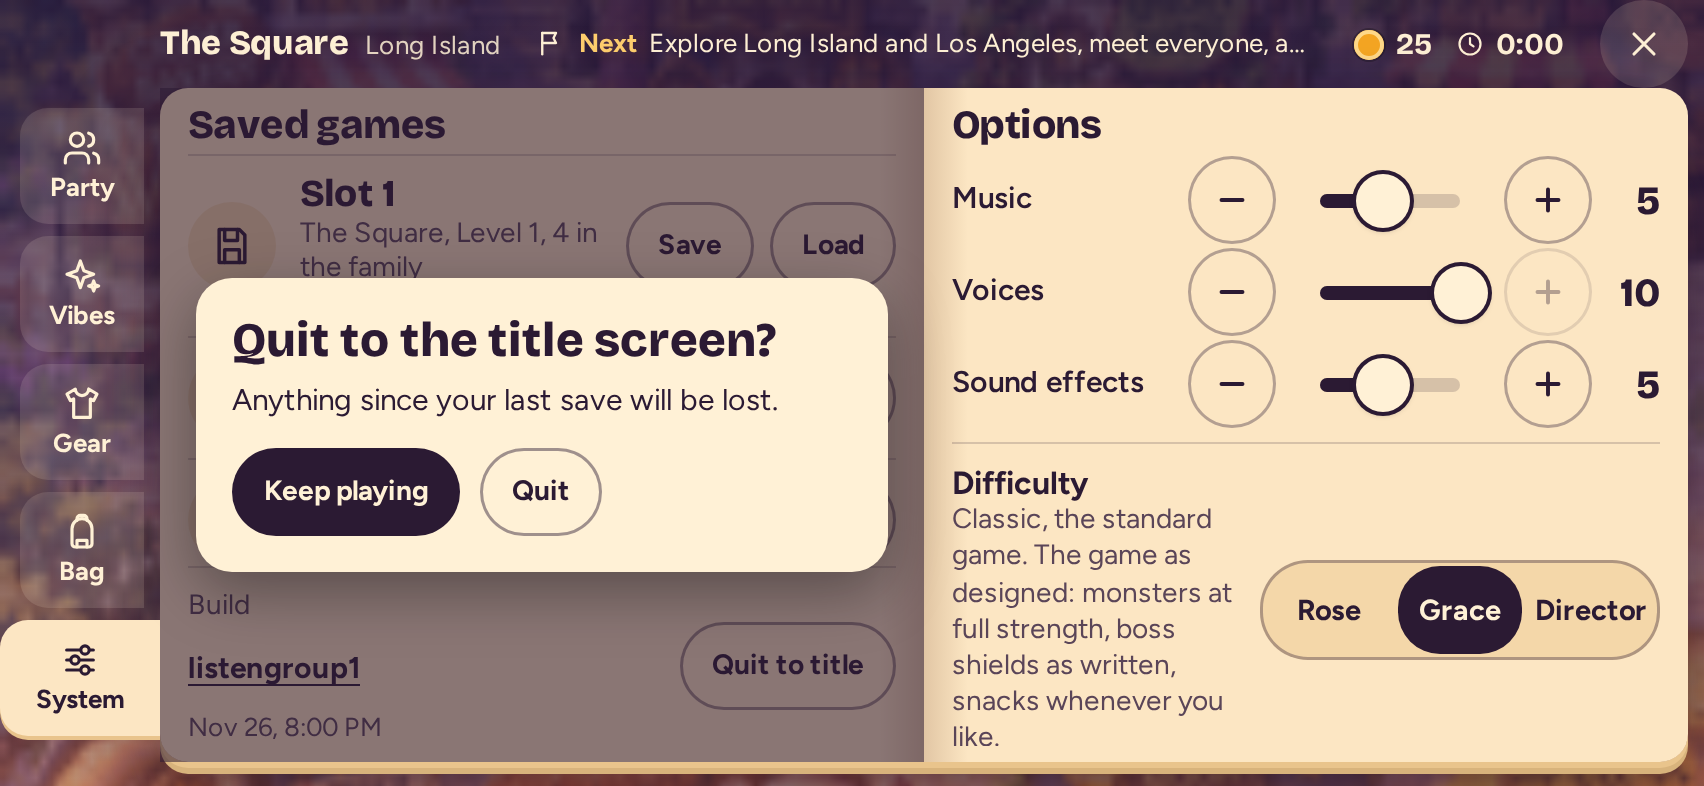 The Square Long Island Next Explore Long Island and Los Angeles, meet everyone, a... 25 0:00
Party
Vibes
Gear
Bag
System
Saved games
Slot 1
The Square, Level 1, 4 in
the family
Save
Load
Quit to the title screen?
Anything since your last save will be lost.
Keep playing
Quit
Build
listengroup1
Nov 26, 8:00 PM
Quit to title
Options
Music
5
Voices
10
Sound effects
5
Difficulty
Classic, the standard
game. The game as
designed: monsters at
full strength, boss
shields as written,
snacks whenever you
like.
Rose
Grace
Director